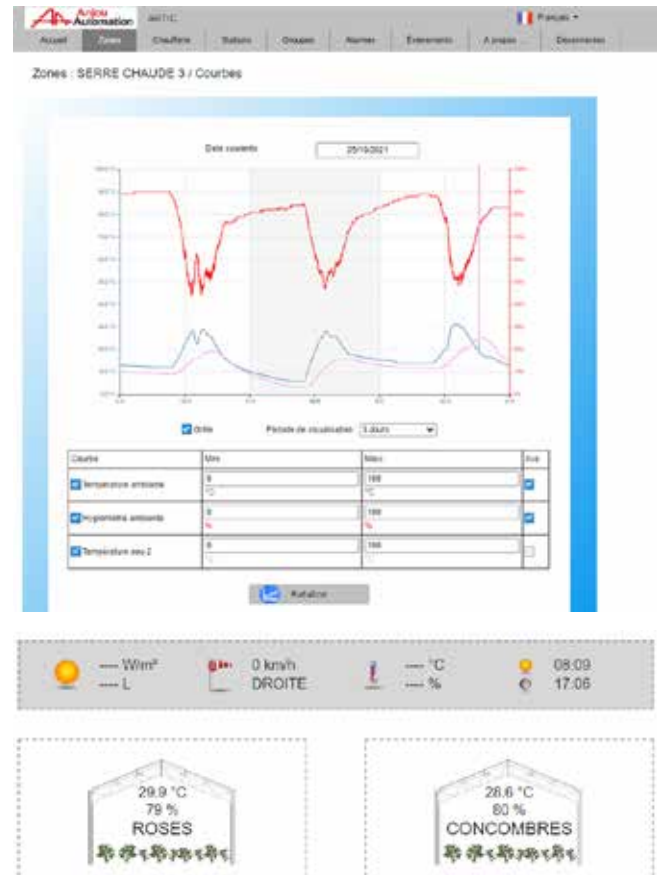 Anjou
Automation
Français
Accueil Zones Chaufferie Stations Groupes Alarmes Evènements A propos Déconnexion
Zones : SERRE CHAUDE 3 / Courbes
Date courante 25/10/2021
Grille Période de visualisation 3 Jours
Courbe Mini Maxi Axe
Température ambiante 0 100
°C °C
Hygrométrie ambiante 0 100
% %
Température eau 2 0 100
---- W/m² 0 km/h ---- °C 08:09
---- L DROITE ---- % 17:06
29.9 °C 28.6 °C
79 % 80 %
ROSES CONCOMBRES